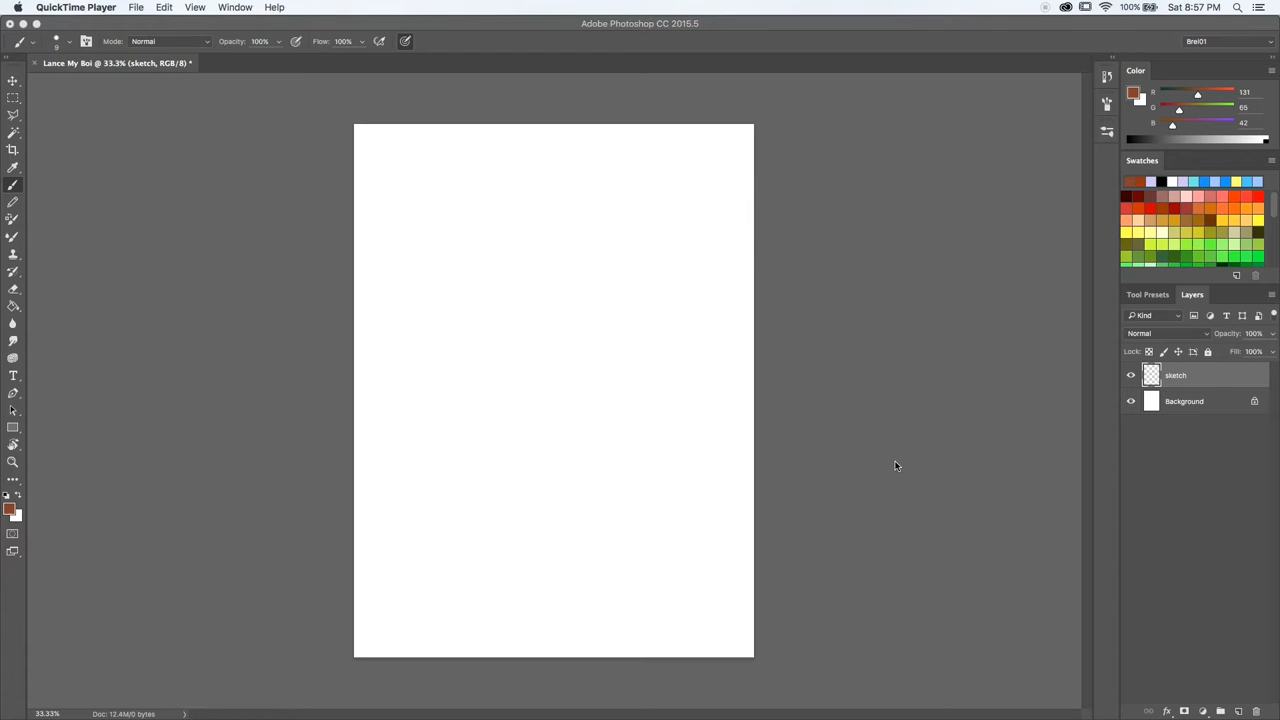 QuickTime Player File Edit View Window Help 100% Sat 8:57 PM
Adobe Photoshop CC 2015.5
9 Mode: Normal Opacity: 100% Flow: 100% Brei01
Lance My Boi @ 33.3% (sketch, RGB/8) *
Color
R 131
G 65
B 42
Swatches
Tool Presets Layers
Kind
Normal Opacity: 100%
Lock: Fill: 100%
sketch
Background
33.33% Doc: 12.4M/0 bytes